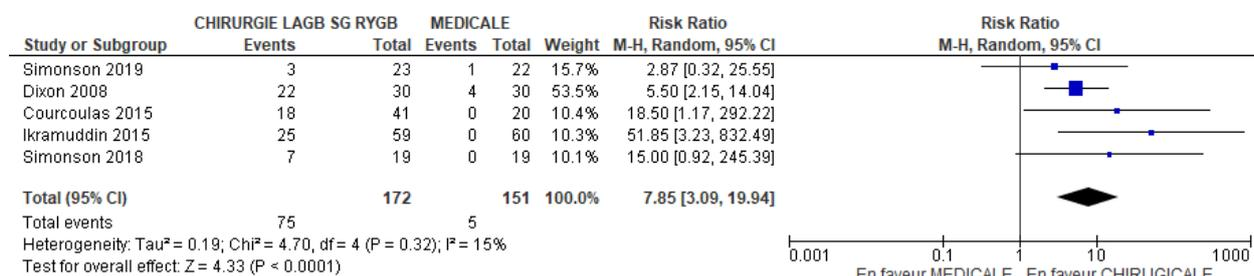 CHIRURGIE LAGB SG RYGB MEDICALE Risk Ratio Risk Ratio
Study or Subgroup Events Total Events Total Weight M-H, Random, 95% CI M-H, Random, 95% CI
Simonson 2019 3 23 1 22 15.7% 2.87 [0.32, 25.55]
Dixon 2008 22 30 4 30 53.5% 5.50 [2.15, 14.04]
Courcoulas 2015 18 41 0 20 10.4% 18.50 [1.17, 292.22]
Ikramuddin 2015 25 59 0 60 10.3% 51.85 [3.23, 832.49]
Simonson 2018 7 19 0 19 10.1% 15.00 [0.92, 245.39]
Total (95% CI) 172 151 100.0% 7.85 [3.09, 19.94]
Total events 75 5
Heterogeneity: Tau² = 0.19; Chi² = 4.70, df = 4 (P = 0.32); I² = 15%
Test for overall effect: Z = 4.33 (P < 0.0001)
0.001 0.1 1 10 1000
En faveur MEDICALE En faveur CHIRUGICALE